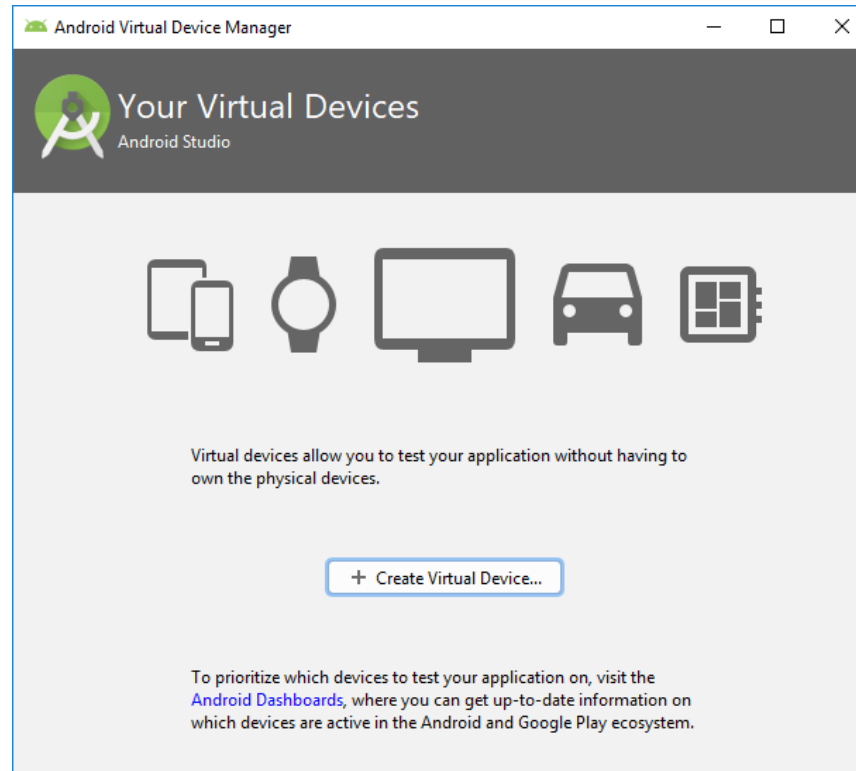 Android Virtual Device Manager
Your Virtual Devices
Android Studio
Virtual devices allow you to test your application without having to
own the physical devices.
+ Create Virtual Device...
To prioritize which devices to test your application on, visit the
Android Dashboards, where you can get up-to-date information on
which devices are active in the Android and Google Play ecosystem.